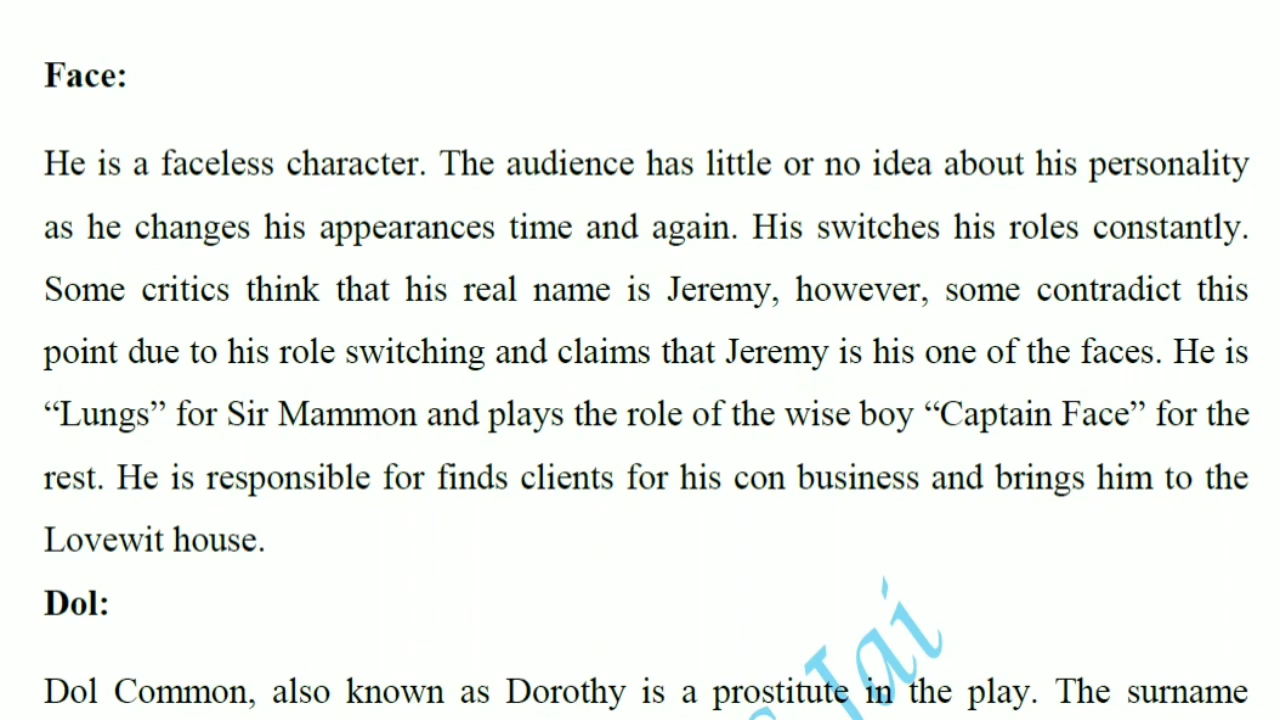 Face:
He is a faceless character. The audience has little or no idea about his personality
as he changes his appearances time and again. His switches his roles constantly.
Some critics think that his real name is Jeremy, however, some contradict this
point due to his role switching and claims that Jeremy is his one of the faces. He is
“Lungs” for Sir Mammon and plays the role of the wise boy “Captain Face” for the
rest. He is responsible for finds clients for his con business and brings him to the
Lovewit house.
Dol:
Dol Common, also known as Dorothy is a prostitute in the play. The surname
Jai